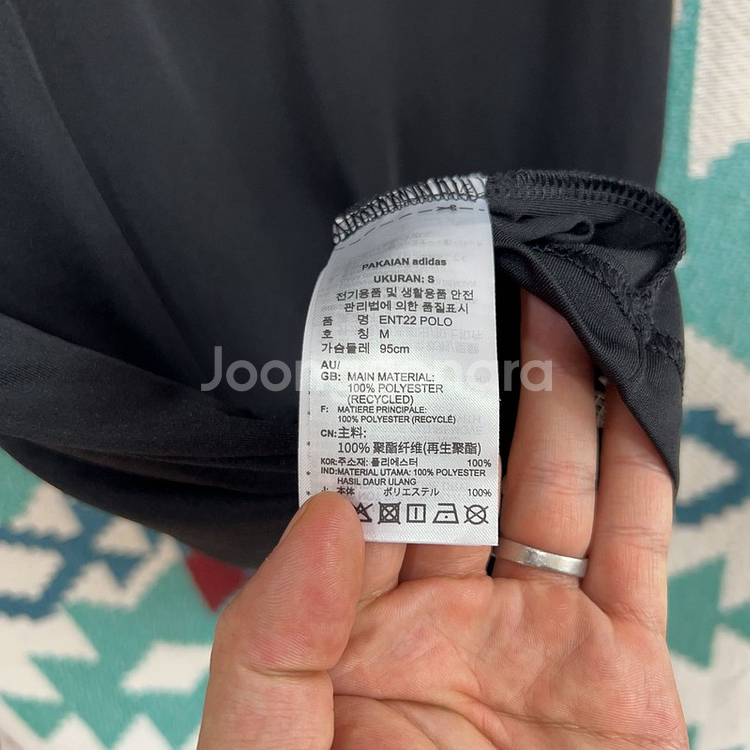 PAKAIAN adidas
UKURAN: S
전기용품 및 생활용품 안전
관리법에 의한 품질표시
품 명 ENT22 POLO
호 칭 M
가슴둘레 95cm
AU/
GB: MAIN MATERIAL:
100% POLYESTER
(RECYCLED)
F: MATIERE PRINCIPALE:
100% POLYESTER (RECYCLÉ)
CN: 主料:
100% 聚酯纤维(再生聚酯)
KOR: 주소재: 폴리에스터 100%
IND: MATERIAL UTAMA: 100% POLYESTER
HASIL DAUR ULANG
本体 ポリエステル 100%